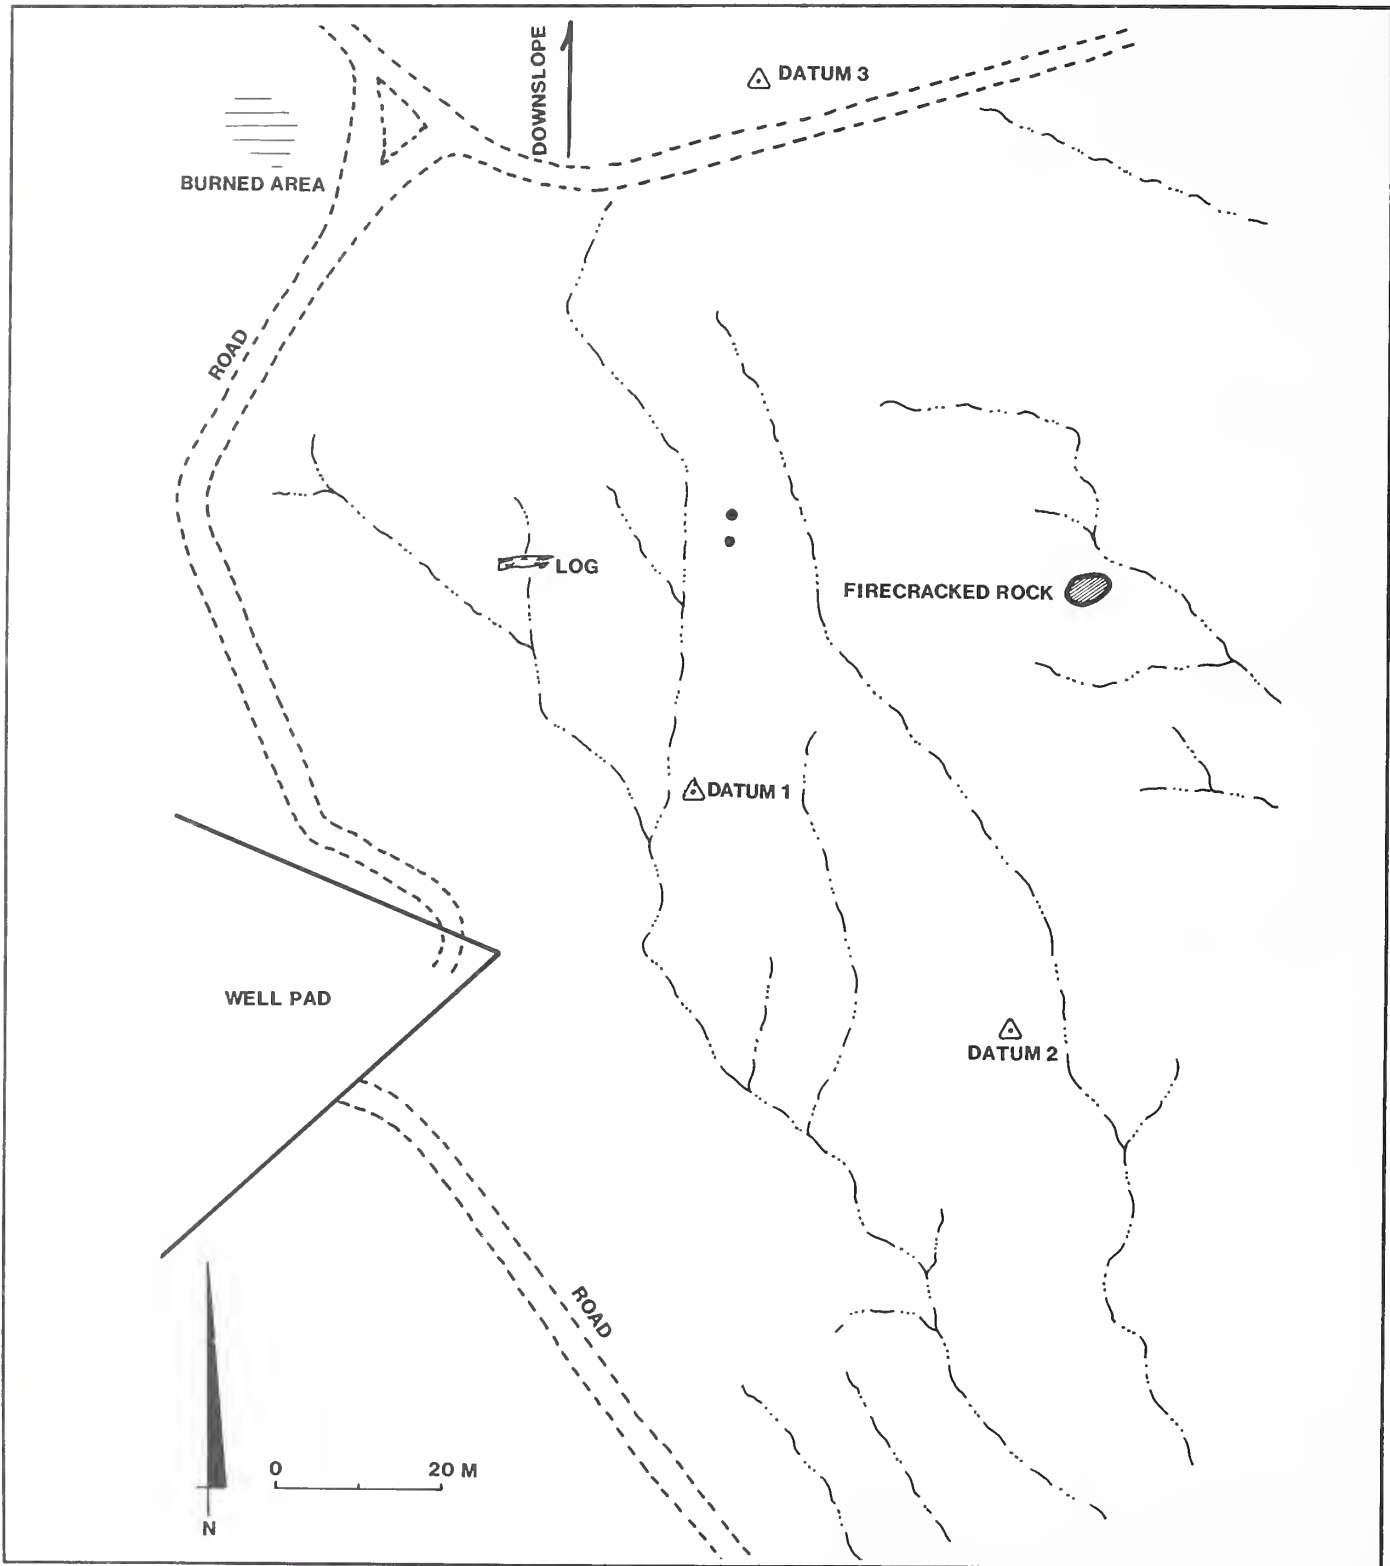 DOWNSLOPE
DATUM 3
BURNED AREA
ROAD
LOG
FIRECRACKED ROCK
DATUM 1
WELL PAD
DATUM 2
ROAD
0 20 M
N